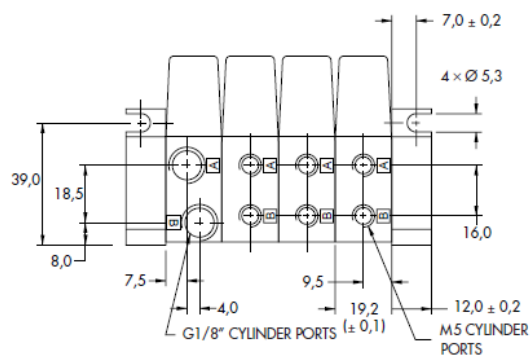 7,0 ± 0,2
4 × Ø 5,3
39,0
18,5
8,0
A
A
A
A
B
B
B
B
16,0
7,5
4,0
9,5
19,2
(± 0,1)
12,0 ± 0,2
G1/8" CYLINDER PORTS
M5 CYLINDER
PORTS